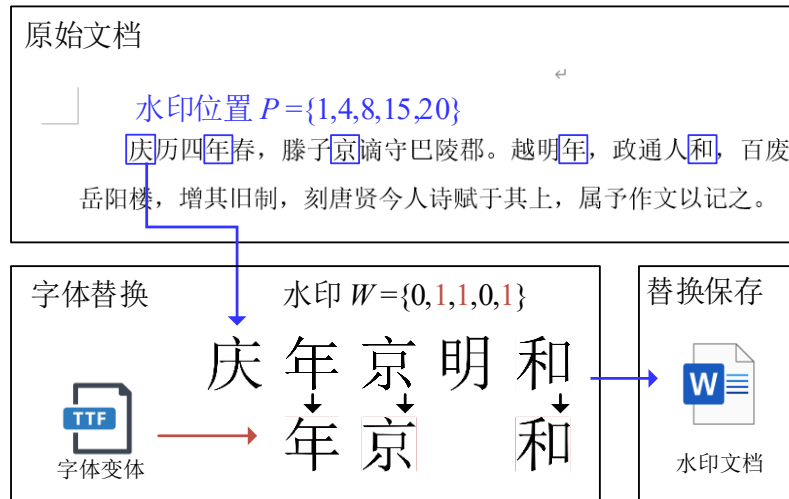 原始文档
水印位置 P ={1,4,8,15,20}
庆历四年春，滕子京谪守巴陵郡。越明年，政通人和，百废
岳阳楼，增其旧制，刻唐贤今人诗赋于其上，属予作文以记之。
字体替换
水印 W ={0,1,1,0,1}
庆 年 京 明 和
年 京 和
TTF
字体变体
替换保存
W
水印文档